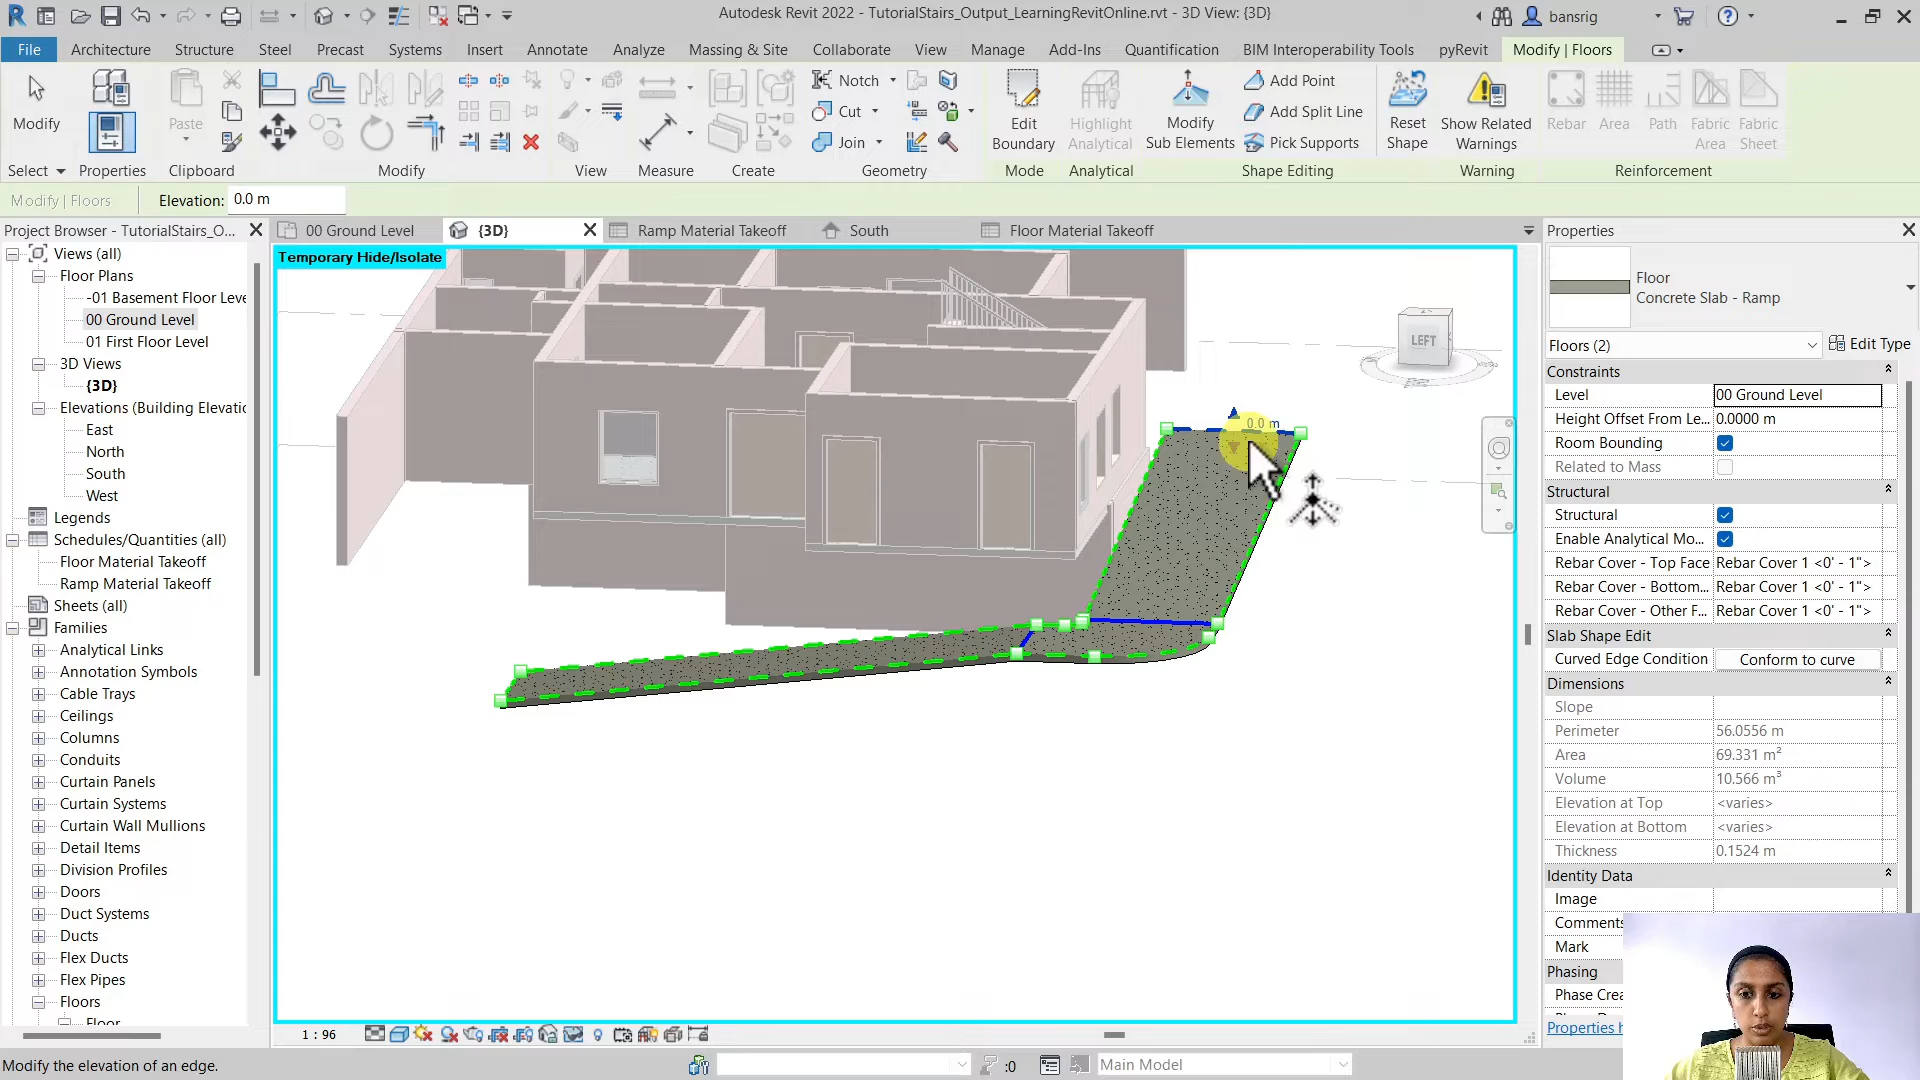 Autodesk Revit 2022 - TutorialStairs_Output_LearningRevitOnline.rvt - 3D View: {3D}
bansrig
File Architecture Structure Steel Precast Systems Insert Annotate Analyze Massing & Site Collaborate View Manage Add-Ins Quantification BIM Interoperability Tools pyRevit Modify | Floors
Modify
Paste
Notch
Cut
Join
Edit Boundary
Highlight Analytical
Modify Sub Elements
Add Point
Add Split Line
Pick Supports
Reset Shape
Show Related Warnings
Rebar
Area
Path
Fabric Area
Fabric Sheet
Select Properties Clipboard Modify View Measure Create Geometry Mode Analytical Shape Editing Warning Reinforcement
Modify | Floors
Elevation: 0.0 m
Project Browser - TutorialStairs_O...
Views (all)
Floor Plans
-01 Basement Floor Leve
00 Ground Level
01 First Floor Level
3D Views
{3D}
Elevations (Building Elevatic
East
North
South
West
Legends
Schedules/Quantities (all)
Floor Material Takeoff
Ramp Material Takeoff
Sheets (all)
Families
Analytical Links
Annotation Symbols
Cable Trays
Ceilings
Columns
Conduits
Curtain Panels
Curtain Systems
Curtain Wall Mullions
Detail Items
Division Profiles
Doors
Duct Systems
Ducts
Flex Ducts
Flex Pipes
Floors
Floor
00 Ground Level
{3D}
Ramp Material Takeoff
South
Floor Material Takeoff
Temporary Hide/Isolate
LEFT
0.0 m
1 : 96
Properties
Floor
Concrete Slab - Ramp
Floors (2)
Edit Type
Constraints
Level 00 Ground Level
Height Offset From Le... 0.0000 m
Room Bounding
Related to Mass
Structural
Structural
Enable Analytical Mo...
Rebar Cover - Top Face Rebar Cover 1 <0' - 1">
Rebar Cover - Bottom... Rebar Cover 1 <0' - 1">
Rebar Cover - Other F... Rebar Cover 1 <0' - 1">
Slab Shape Edit
Curved Edge Condition Conform to curve
Dimensions
Slope
Perimeter 56.0556 m
Area 69.331 m²
Volume 10.566 m³
Elevation at Top <varies>
Elevation at Bottom <varies>
Thickness 0.1524 m
Identity Data
Image
Comments
Mark
Phasing
Phase Crea
Properties h
Modify the elevation of an edge.
:0
Main Model